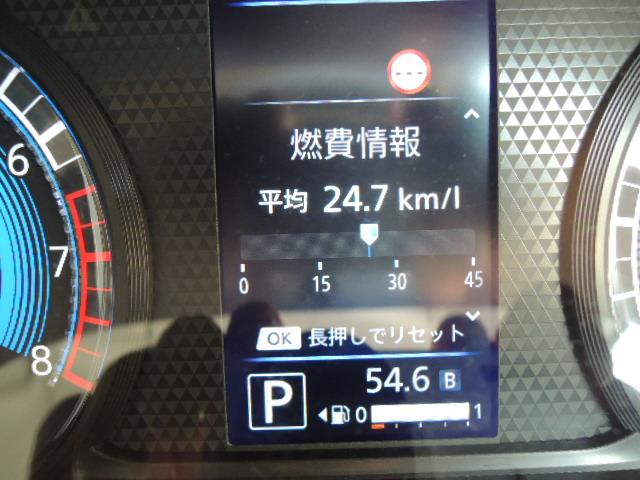 ---
燃費情報
平均 24.7 km/l
0 15 30 45
OK 長押しでリセット
54.6 B
P
0 1
6
7
8